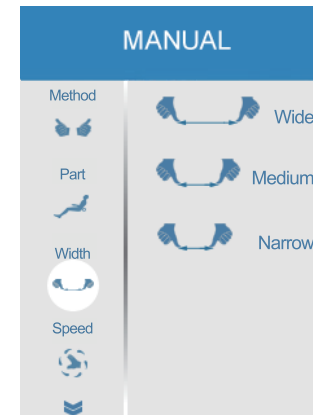 MANUAL
Method
Part
Width
Speed
Wide
Medium
Narrow